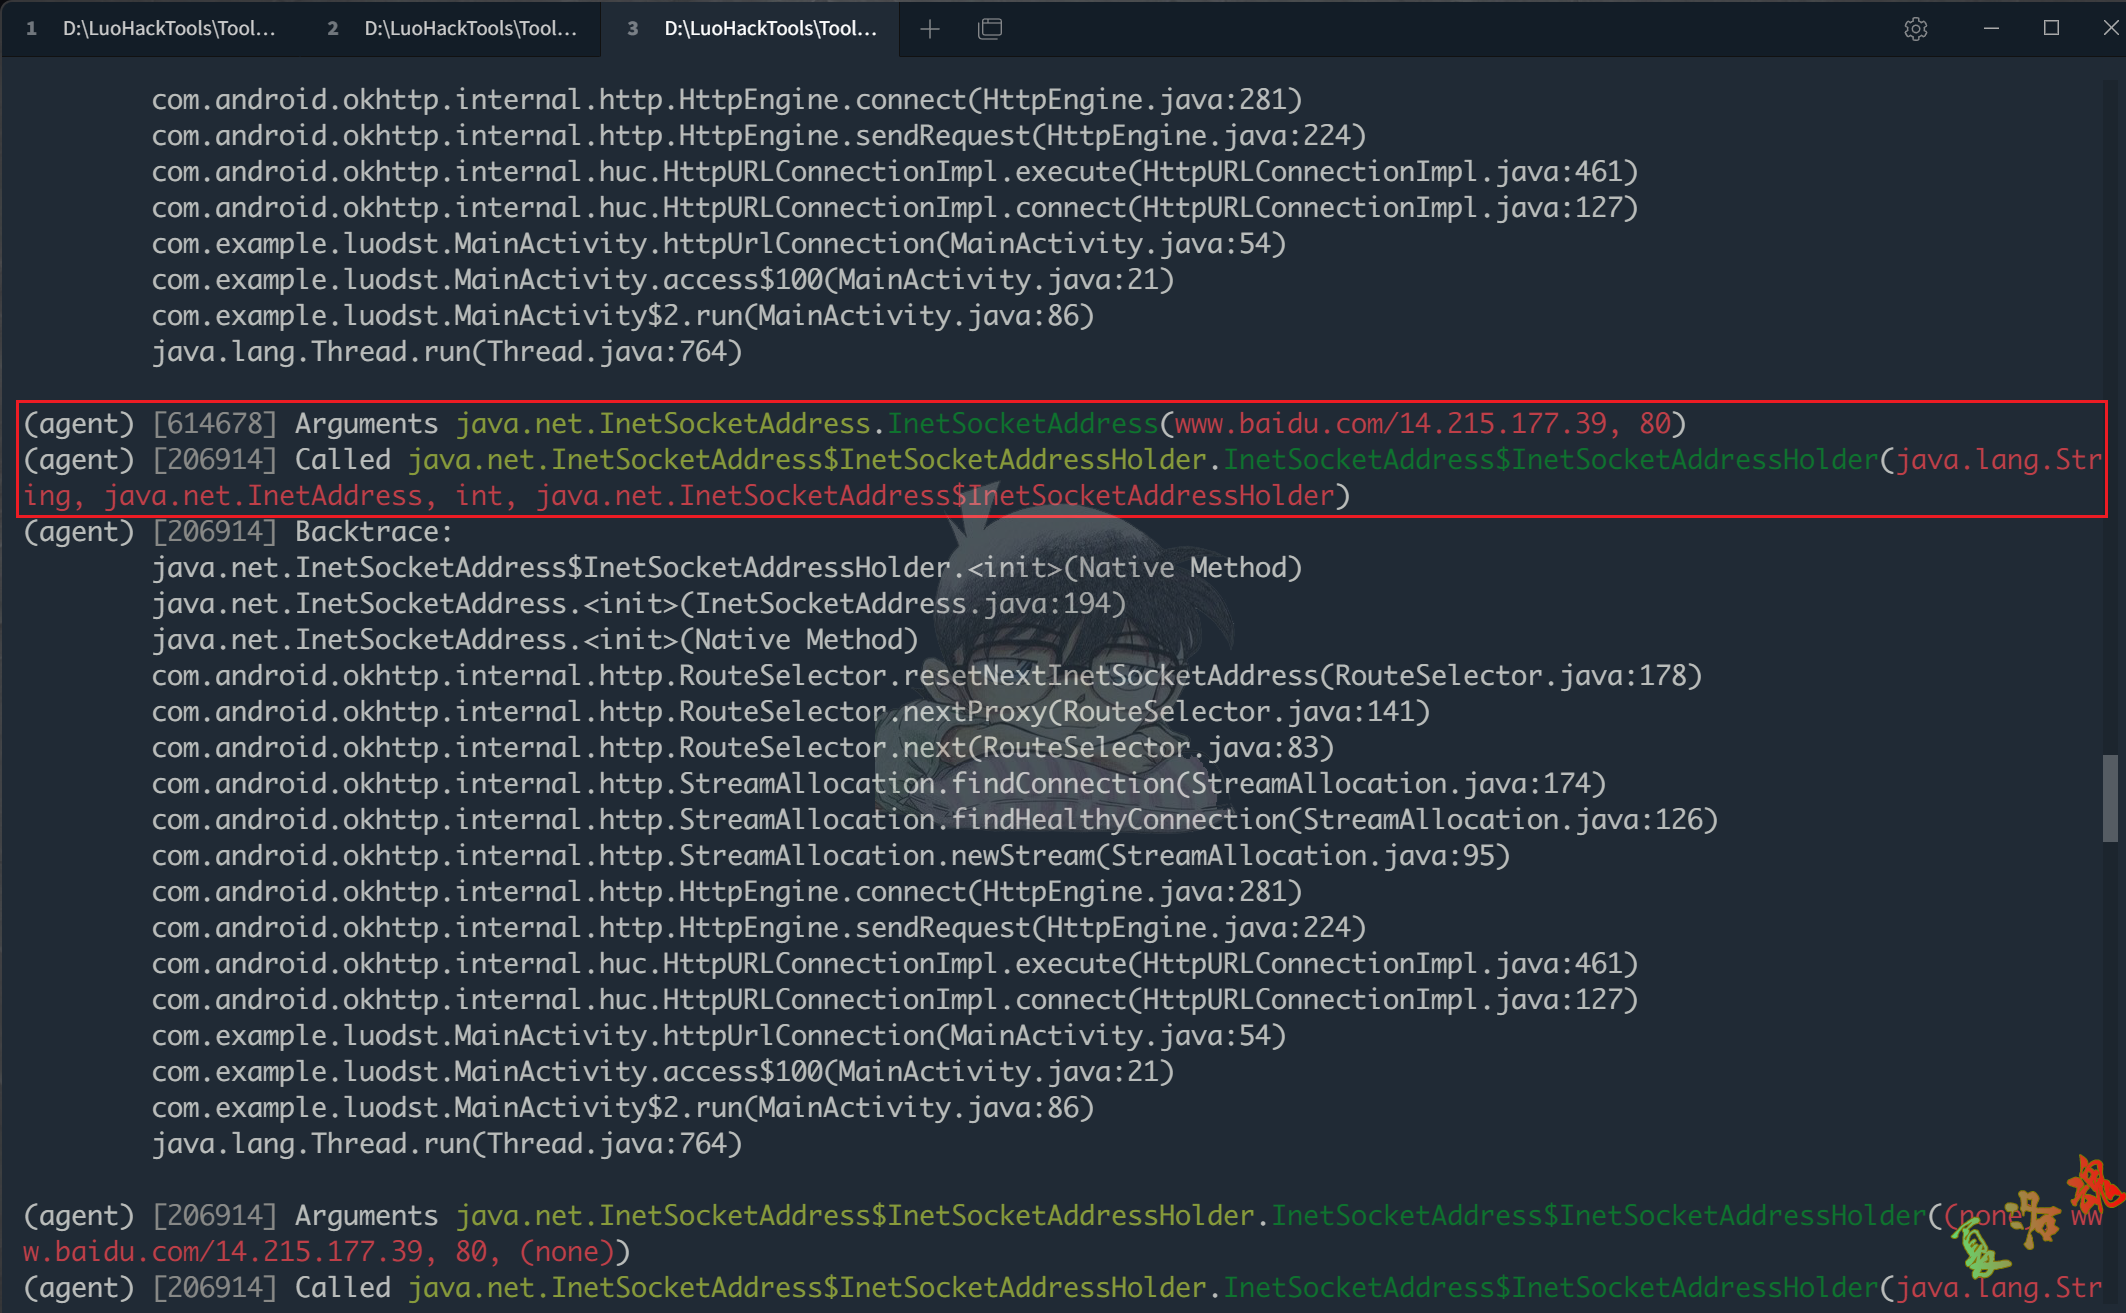 1 D:\LuoHackTools\Tool... 2 D:\LuoHackTools\Tool... 3 D:\LuoHackTools\Tool...
com.android.okhttp.internal.http.HttpEngine.connect(HttpEngine.java:281)
com.android.okhttp.internal.http.HttpEngine.sendRequest(HttpEngine.java:224)
com.android.okhttp.internal.huc.HttpURLConnectionImpl.execute(HttpURLConnectionImpl.java:461)
com.android.okhttp.internal.huc.HttpURLConnectionImpl.connect(HttpURLConnectionImpl.java:127)
com.example.luodst.MainActivity.httpUrlConnection(MainActivity.java:54)
com.example.luodst.MainActivity.access$100(MainActivity.java:21)
com.example.luodst.MainActivity$2.run(MainActivity.java:86)
java.lang.Thread.run(Thread.java:764)
(agent) [614678] Arguments java.net.InetSocketAddress.InetSocketAddress(www.baidu.com/14.215.177.39, 80)
(agent) [206914] Called java.net.InetSocketAddress$InetSocketAddressHolder.InetSocketAddress$InetSocketAddressHolder(java.lang.Str
ing, java.net.InetAddress, int, java.net.InetSocketAddress$InetSocketAddressHolder)
(agent) [206914] Backtrace:
java.net.InetSocketAddress$InetSocketAddressHolder.<init>(Native Method)
java.net.InetSocketAddress.<init>(InetSocketAddress.java:194)
java.net.InetSocketAddress.<init>(Native Method)
com.android.okhttp.internal.http.RouteSelector.resetNextInetSocketAddress(RouteSelector.java:178)
com.android.okhttp.internal.http.RouteSelector.nextProxy(RouteSelector.java:141)
com.android.okhttp.internal.http.RouteSelector.next(RouteSelector.java:83)
com.android.okhttp.internal.http.StreamAllocation.findConnection(StreamAllocation.java:174)
com.android.okhttp.internal.http.StreamAllocation.findHealthyConnection(StreamAllocation.java:126)
com.android.okhttp.internal.http.StreamAllocation.newStream(StreamAllocation.java:95)
com.android.okhttp.internal.http.HttpEngine.connect(HttpEngine.java:281)
com.android.okhttp.internal.http.HttpEngine.sendRequest(HttpEngine.java:224)
com.android.okhttp.internal.huc.HttpURLConnectionImpl.execute(HttpURLConnectionImpl.java:461)
com.android.okhttp.internal.huc.HttpURLConnectionImpl.connect(HttpURLConnectionImpl.java:127)
com.example.luodst.MainActivity.httpUrlConnection(MainActivity.java:54)
com.example.luodst.MainActivity.access$100(MainActivity.java:21)
com.example.luodst.MainActivity$2.run(MainActivity.java:86)
java.lang.Thread.run(Thread.java:764)
(agent) [206914] Arguments java.net.InetSocketAddress$InetSocketAddressHolder.InetSocketAddress$InetSocketAddressHolder((none ww
w.baidu.com/14.215.177.39, 80, (none))
(agent) [206914] Called java.net.InetSocketAddress$InetSocketAddressHolder.InetSocketAddress$InetSocketAddressHolder(java.lang.Str